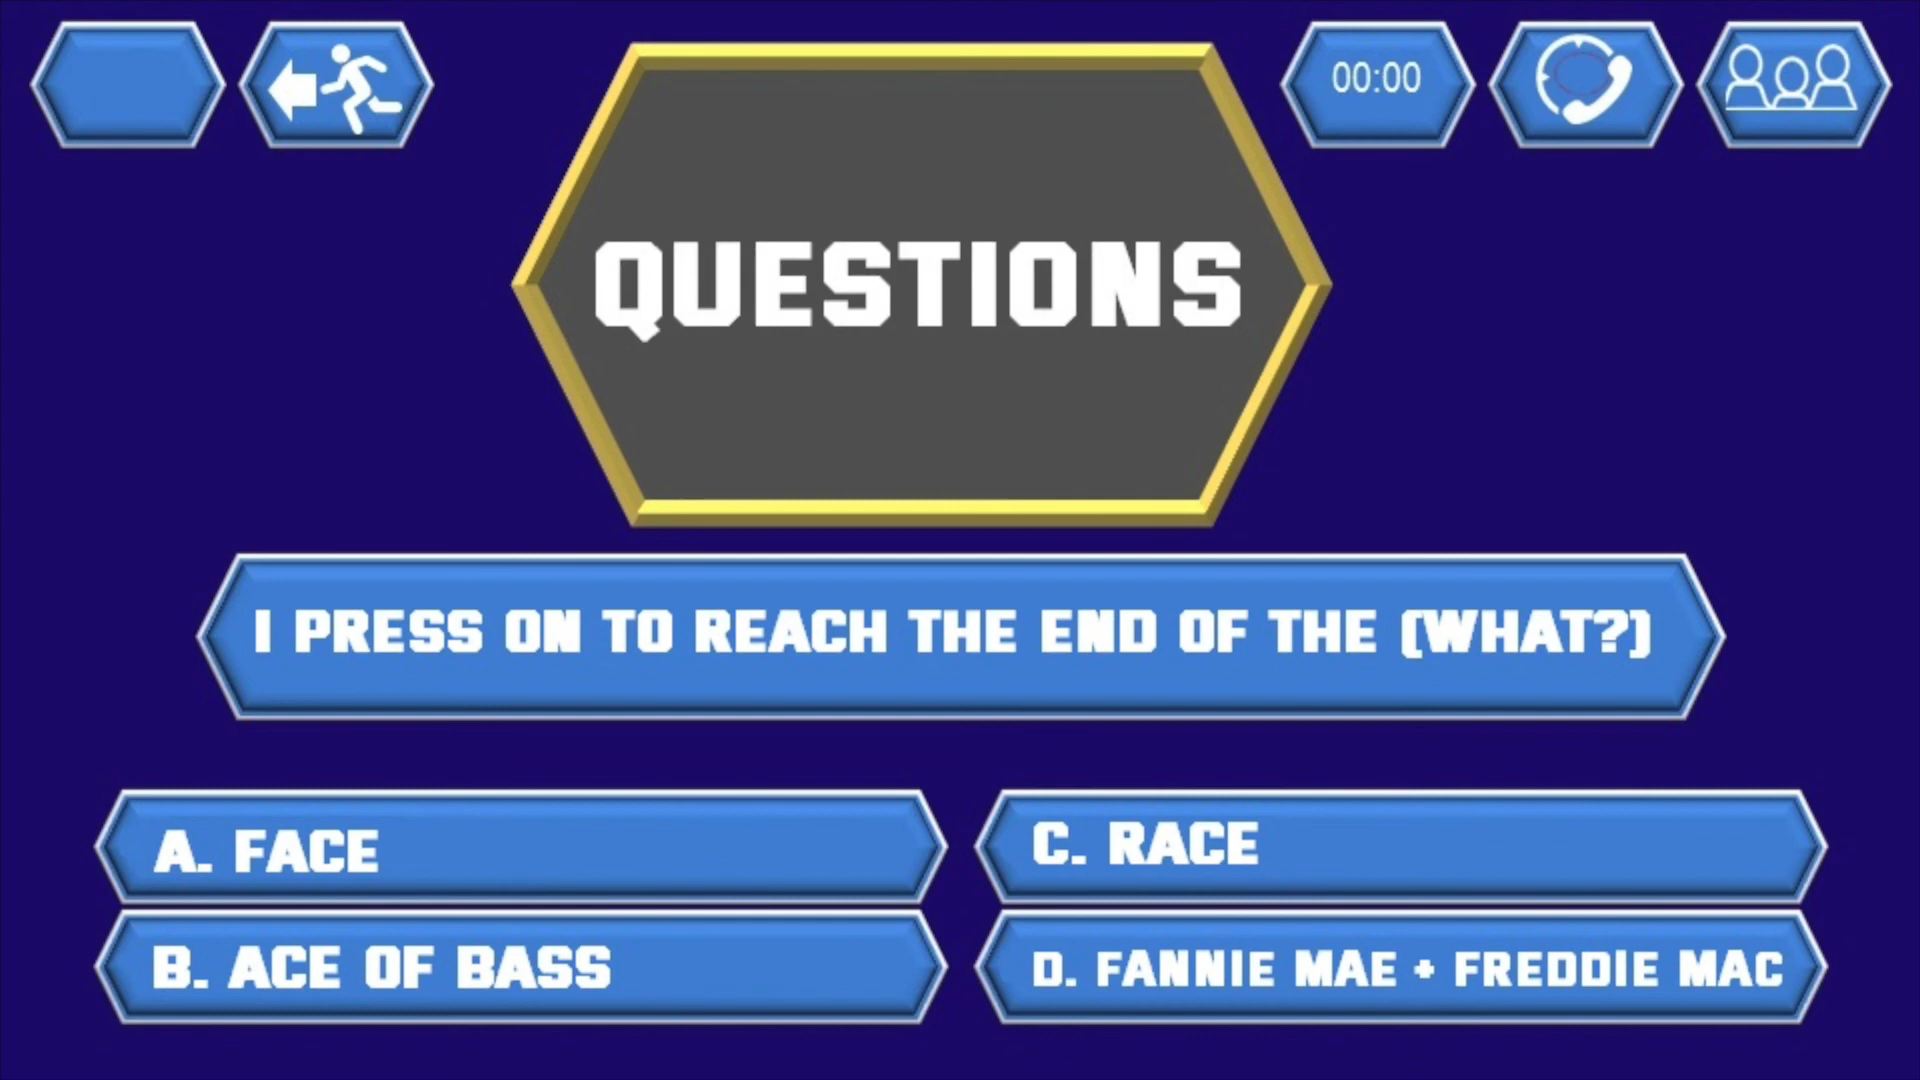 00:00
QUESTIONS
I PRESS ON TO REACH THE END OF THE (WHAT?)
A. FACE
C. RACE
B. ACE OF BASS
D. FANNIE MAE + FREDDIE MAC